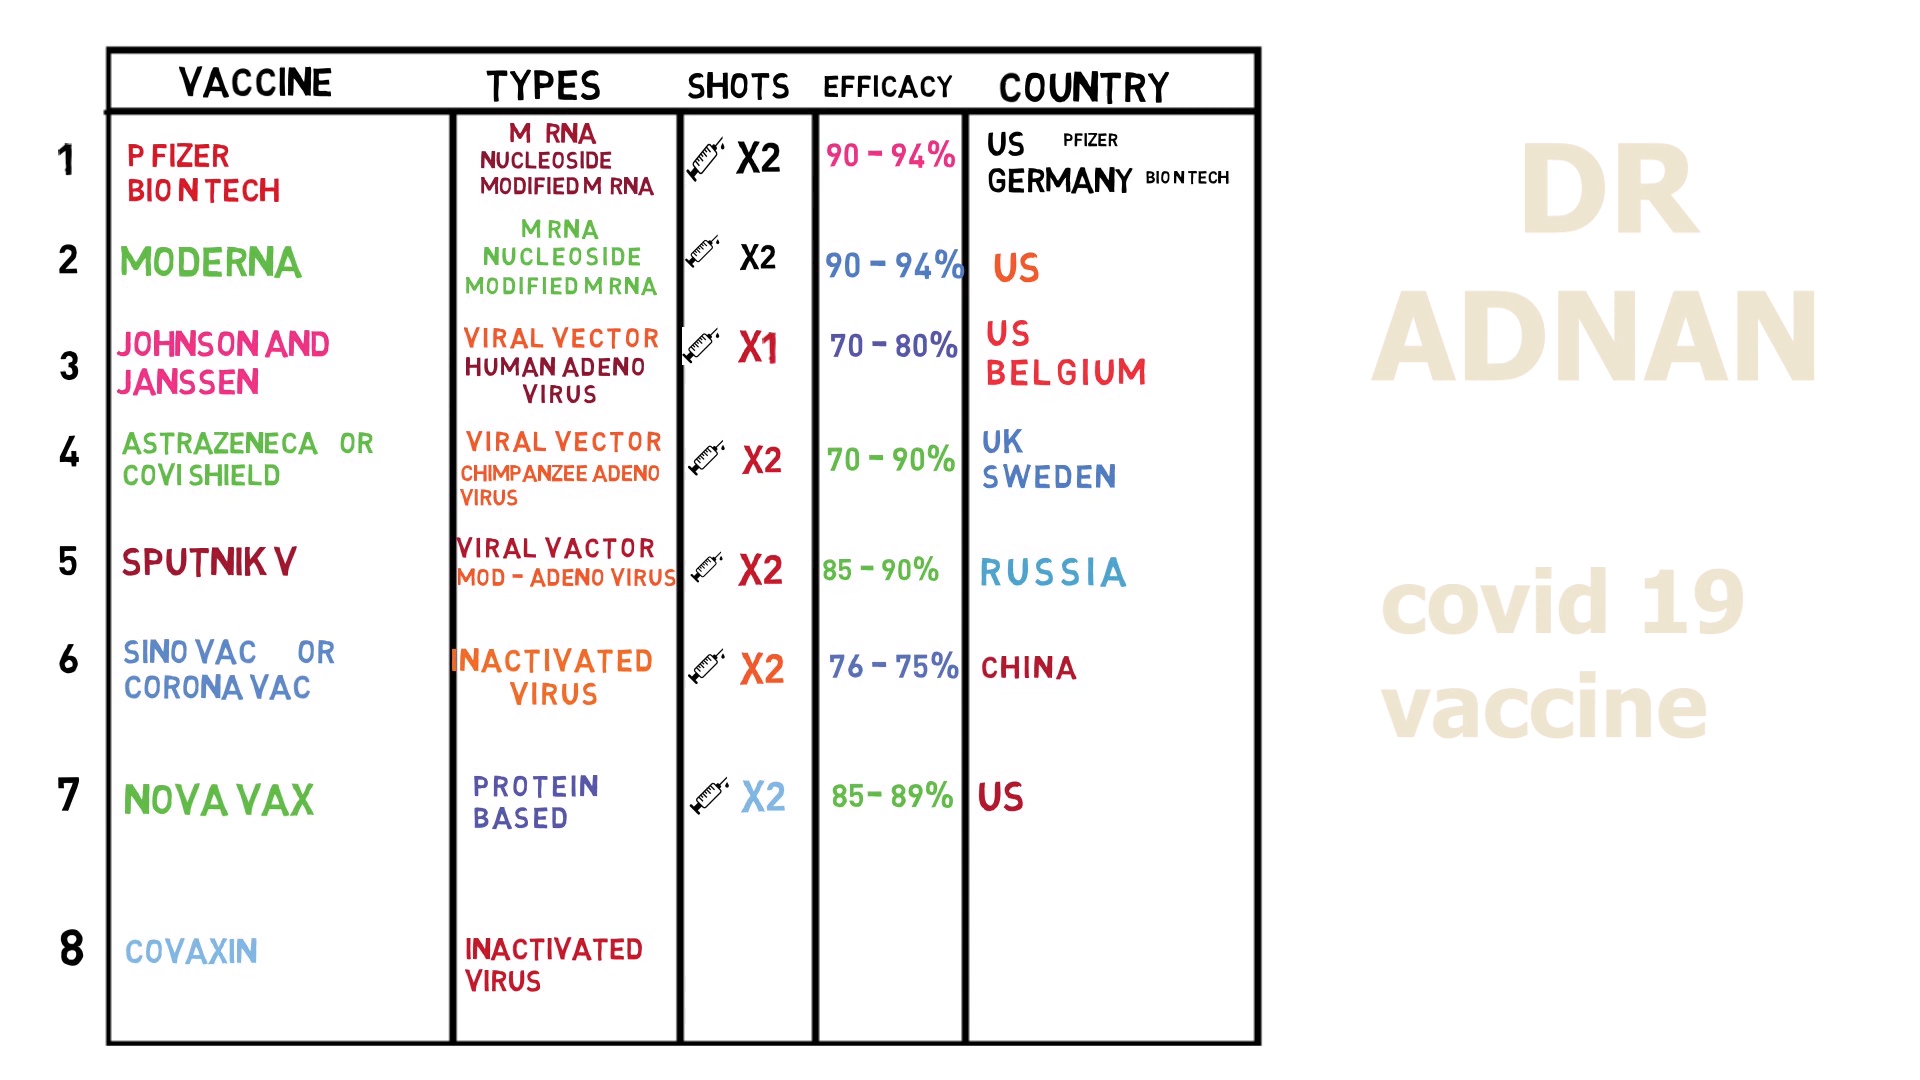 VACCINE TYPES SHOTS EFFICACY COUNTRY
1 P FIZER BION TECH M RNA NUCLEOSIDE MODIFIED M RNA X2 90 - 94% US PFIZER GERMANY BION TECH
2 MODERNA M RNA NUCLEOSIDE MODIFIED M RNA X2 90 - 94% US
3 JOHNSON AND JANSSEN VIRAL VECTOR HUMAN ADENO VIRUS X1 70 - 80% US BELGIUM
4 ASTRAZENECA OR COVI SHIELD VIRAL VECTOR CHIMPANZEE ADENO VIRUS X2 70 - 90% UK SWEDEN
5 SPUTNIK V VIRAL VACTOR MOD - ADENO VIRUS X2 85 - 90% RUSSIA
6 SINO VAC OR CORONA VAC INACTIVATED VIRUS X2 76 - 75% CHINA
7 NOVA VAX PROTEIN BASED X2 85 - 89% US
8 COVAXIN INACTIVATED VIRUS
DR
ADNAN
covid 19
vaccine